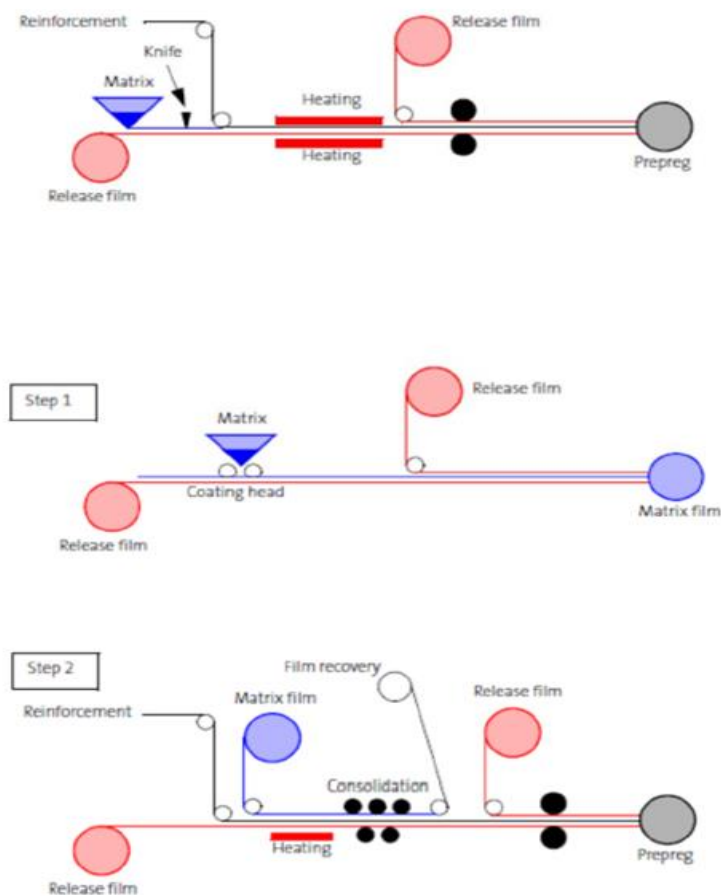 Reinforcement
Release film
Knife
Matrix
Heating
Heating
Prepreg
Release film
Step 1
Release film
Matrix
Coating head
Matrix film
Release film
Step 2
Film recovery
Release film
Matrix film
Reinforcement
Consolidation
Heating
Prepreg
Release film